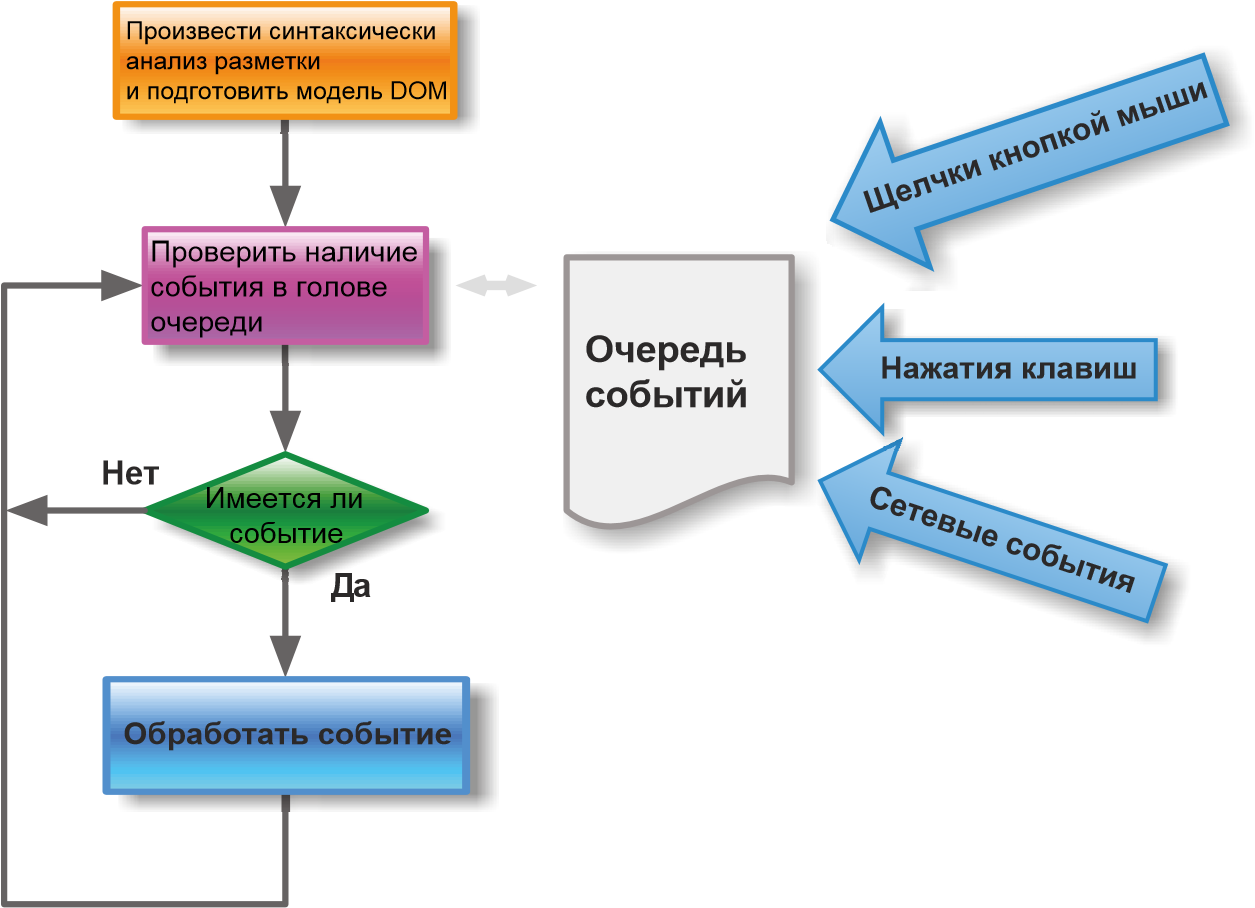 Произвести синтаксически
анализ разметки
и подготовить модель DOM
Проверить наличие
события в голове
очереди
Имеется ли
событие
Нет
Да
Обработать событие
Очередь
событий
Щелчки кнопкой мыши
Нажатия клавиш
Сетевые события